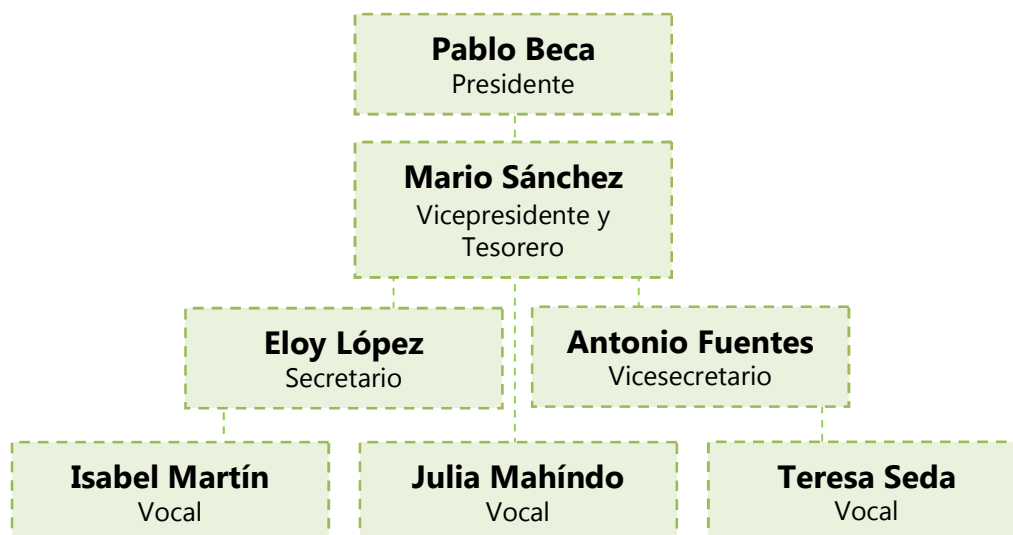 Pablo Beca
Presidente
Mario Sánchez
Vicepresidente y
Tesorero
Eloy López
Secretario
Antonio Fuentes
Vicesecretario
Isabel Martín
Vocal
Julia Mahíndo
Vocal
Teresa Seda
Vocal